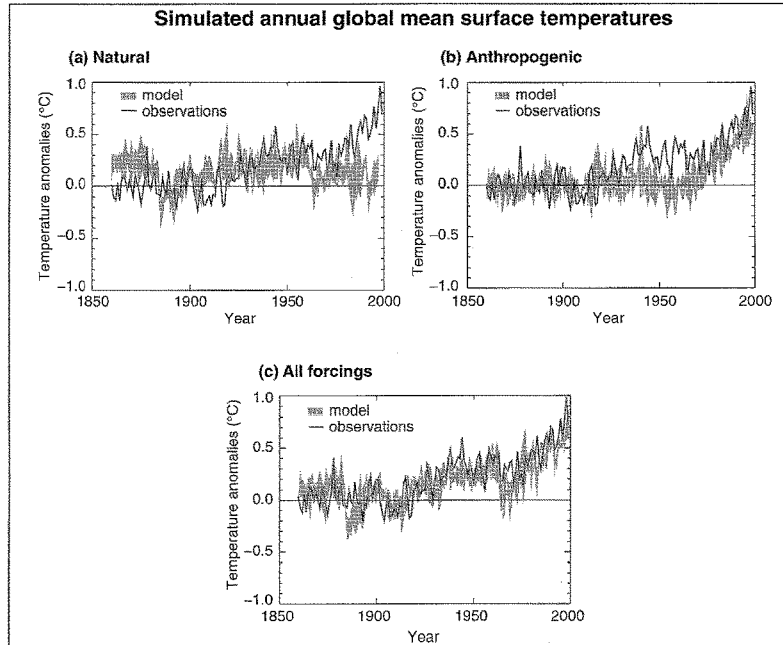 Simulated annual global mean surface temperatures
(a) Natural
Temperature anomalies (°C)
1.0
0.5
0.0
−0.5
−1.0
model
observations
1850
1900
1950
2000
Year
(b) Anthropogenic
Temperature anomalies (°C)
1.0
0.5
0.0
−0.5
−1.0
model
observations
1850
1900
1950
2000
Year
(c) All forcings
Temperature anomalies (°C)
1.0
0.5
0.0
−0.5
−1.0
model
observations
1850
1900
1950
2000
Year